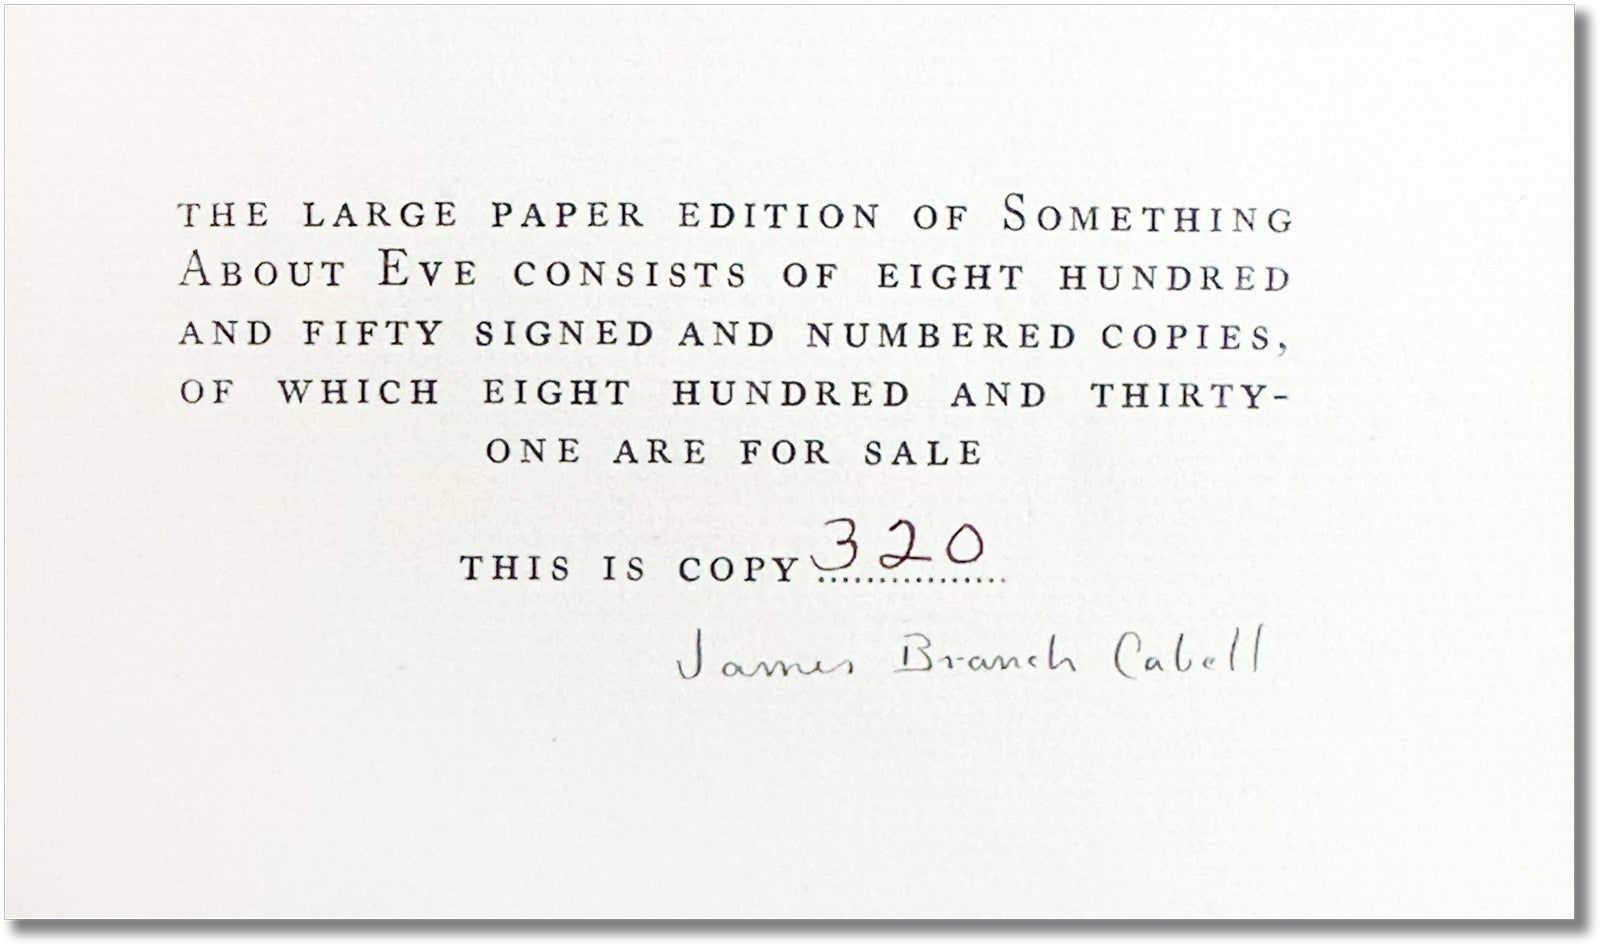 THE LARGE PAPER EDITION OF SOMETHING
ABOUT EVE CONSISTS OF EIGHT HUNDRED
AND FIFTY SIGNED AND NUMBERED COPIES,
OF WHICH EIGHT HUNDRED AND THIRTY-
ONE ARE FOR SALE
THIS IS COPY 320
James Branch Cabell